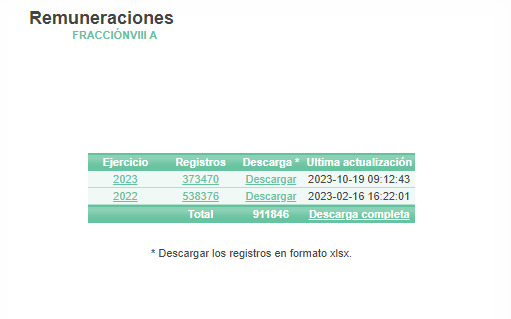 Remuneraciones
FRACCIÓNVIII A
Ejercicio Registros Descarga * Ultima actualización
2023 373470 Descargar 2023-10-19 09:12:43
2022 538376 Descargar 2023-02-16 16:22:01
Total 911846 Descarga completa
* Descargar los registros en formato xlsx.